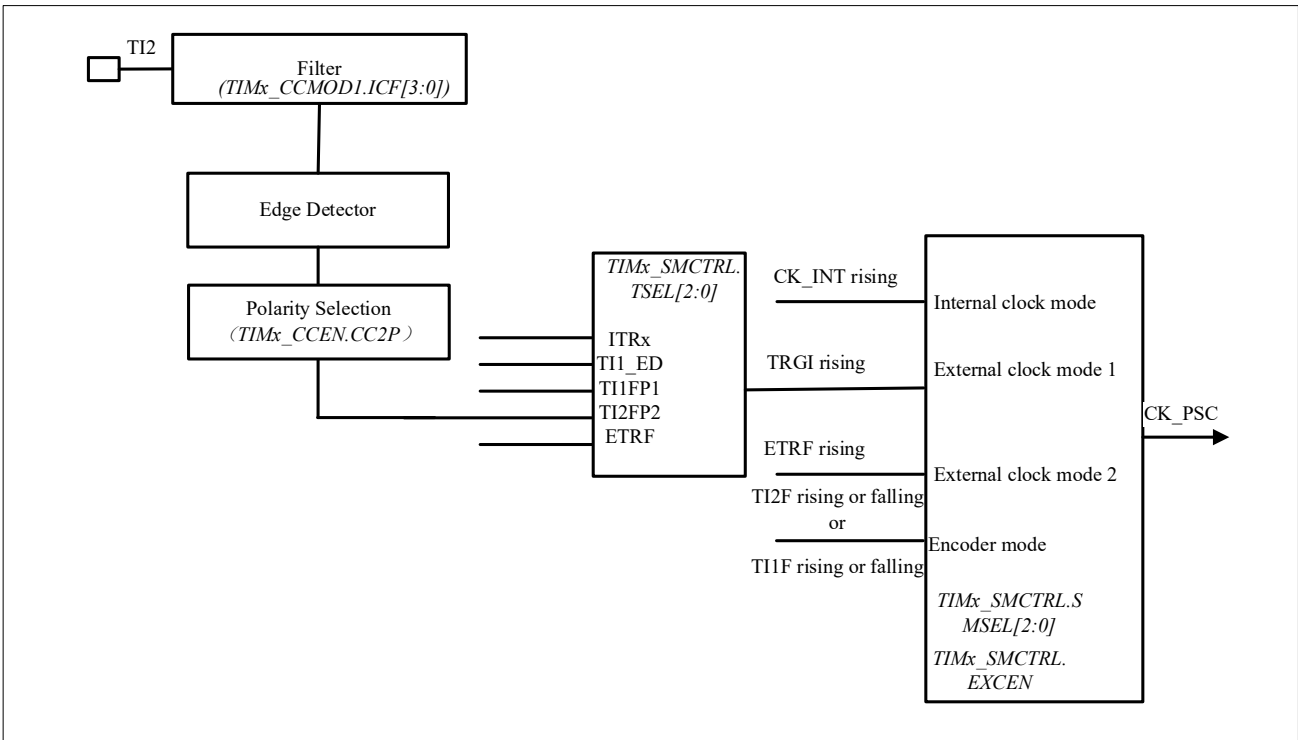 TI2
Filter
(TIMx_CCMOD1.ICF[3:0])
Edge Detector
Polarity Selection
（TIMx_CCEN.CC2P）
TIMx_SMCTRL.
TSEL[2:0]
ITRx
TI1_ED
TI1FP1
TI2FP2
ETRF
CK_INT rising
TRGI rising
ETRF rising
TI2F rising or falling
or
TI1F rising or falling
Internal clock mode
External clock mode 1
External clock mode 2
Encoder mode
TIMx_SMCTRL.S
MSEL[2:0]
TIMx_SMCTRL.
EXCEN
CK_PSC